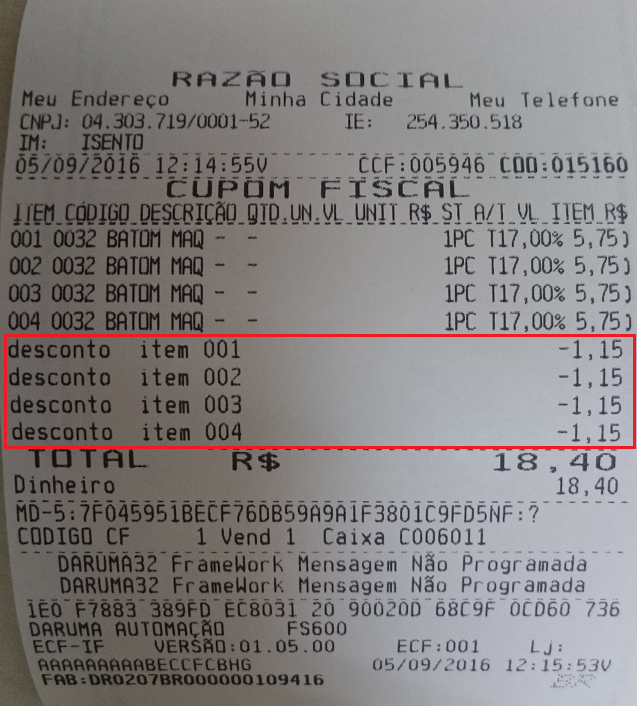 RAZÃO SOCIAL
Meu Endereço Minha Cidade Meu Telefone
CNPJ: 04.303.719/0001-52 IE: 254.350.518
IM: ISENTO
05/09/2016 12:14:55V CCF:005946 COO:015160
CUPOM FISCAL
ITEM CÓDIGO DESCRIÇÃO QTD.UN.VL UNIT R$ ST A/T VL ITEM R$
001 0032 BATOM MAQ - - 1PC T17,00% 5,75)
002 0032 BATOM MAQ - - 1PC T17,00% 5,75)
003 0032 BATOM MAQ - - 1PC T17,00% 5,75)
004 0032 BATOM MAQ - - 1PC T17,00% 5,75)
desconto item 001 -1,15
desconto item 002 -1,15
desconto item 003 -1,15
desconto item 004 -1,15
TOTAL R$ 18,40
Dinheiro 18,40
MD-5:7F045951BECF76DB59A9A1F3801C9FD5NF:?
CODIGO CF 1 Vend 1 Caixa C006011
DARUMA32 FrameWork Mensagem Não Programada
DARUMA32 FrameWork Mensagem Não Programada
1E0 F7883 389FD EC8031 20 90020D 68C9F 0CD60 736
DARUMA AUTOMAÇÃO FS600
ECF-IF VERSÃO:01.05.00 ECF:001 Lj:
AAAAAAAAABECCFCBHG 05/09/2016 12:15:53V
FAB:DR0207BR000000109416 BR